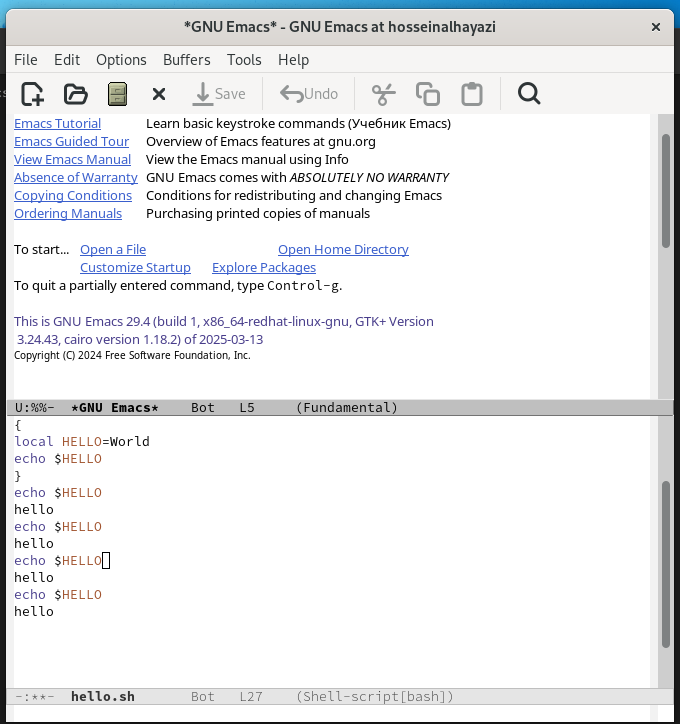 *GNU Emacs* - GNU Emacs at hosseinalhayazi
File Edit Options Buffers Tools Help
Save Undo
Emacs Tutorial Learn basic keystroke commands (Учебник Emacs)
Emacs Guided Tour Overview of Emacs features at gnu.org
View Emacs Manual View the Emacs manual using Info
Absence of Warranty GNU Emacs comes with ABSOLUTELY NO WARRANTY
Copying Conditions Conditions for redistributing and changing Emacs
Ordering Manuals Purchasing printed copies of manuals
To start... Open a File Open Home Directory
Customize Startup Explore Packages
To quit a partially entered command, type Control-g.
This is GNU Emacs 29.4 (build 1, x86_64-redhat-linux-gnu, GTK+ Version
3.24.43, cairo version 1.18.2) of 2025-03-13
Copyright (C) 2024 Free Software Foundation, Inc.
U:%%- *GNU Emacs* Bot L5 (Fundamental)
{
local HELLO=World
echo $HELLO
}
echo $HELLO
hello
echo $HELLO
hello
echo $HELLO
hello
echo $HELLO
hello
-:**- hello.sh Bot L27 (Shell-script[bash])